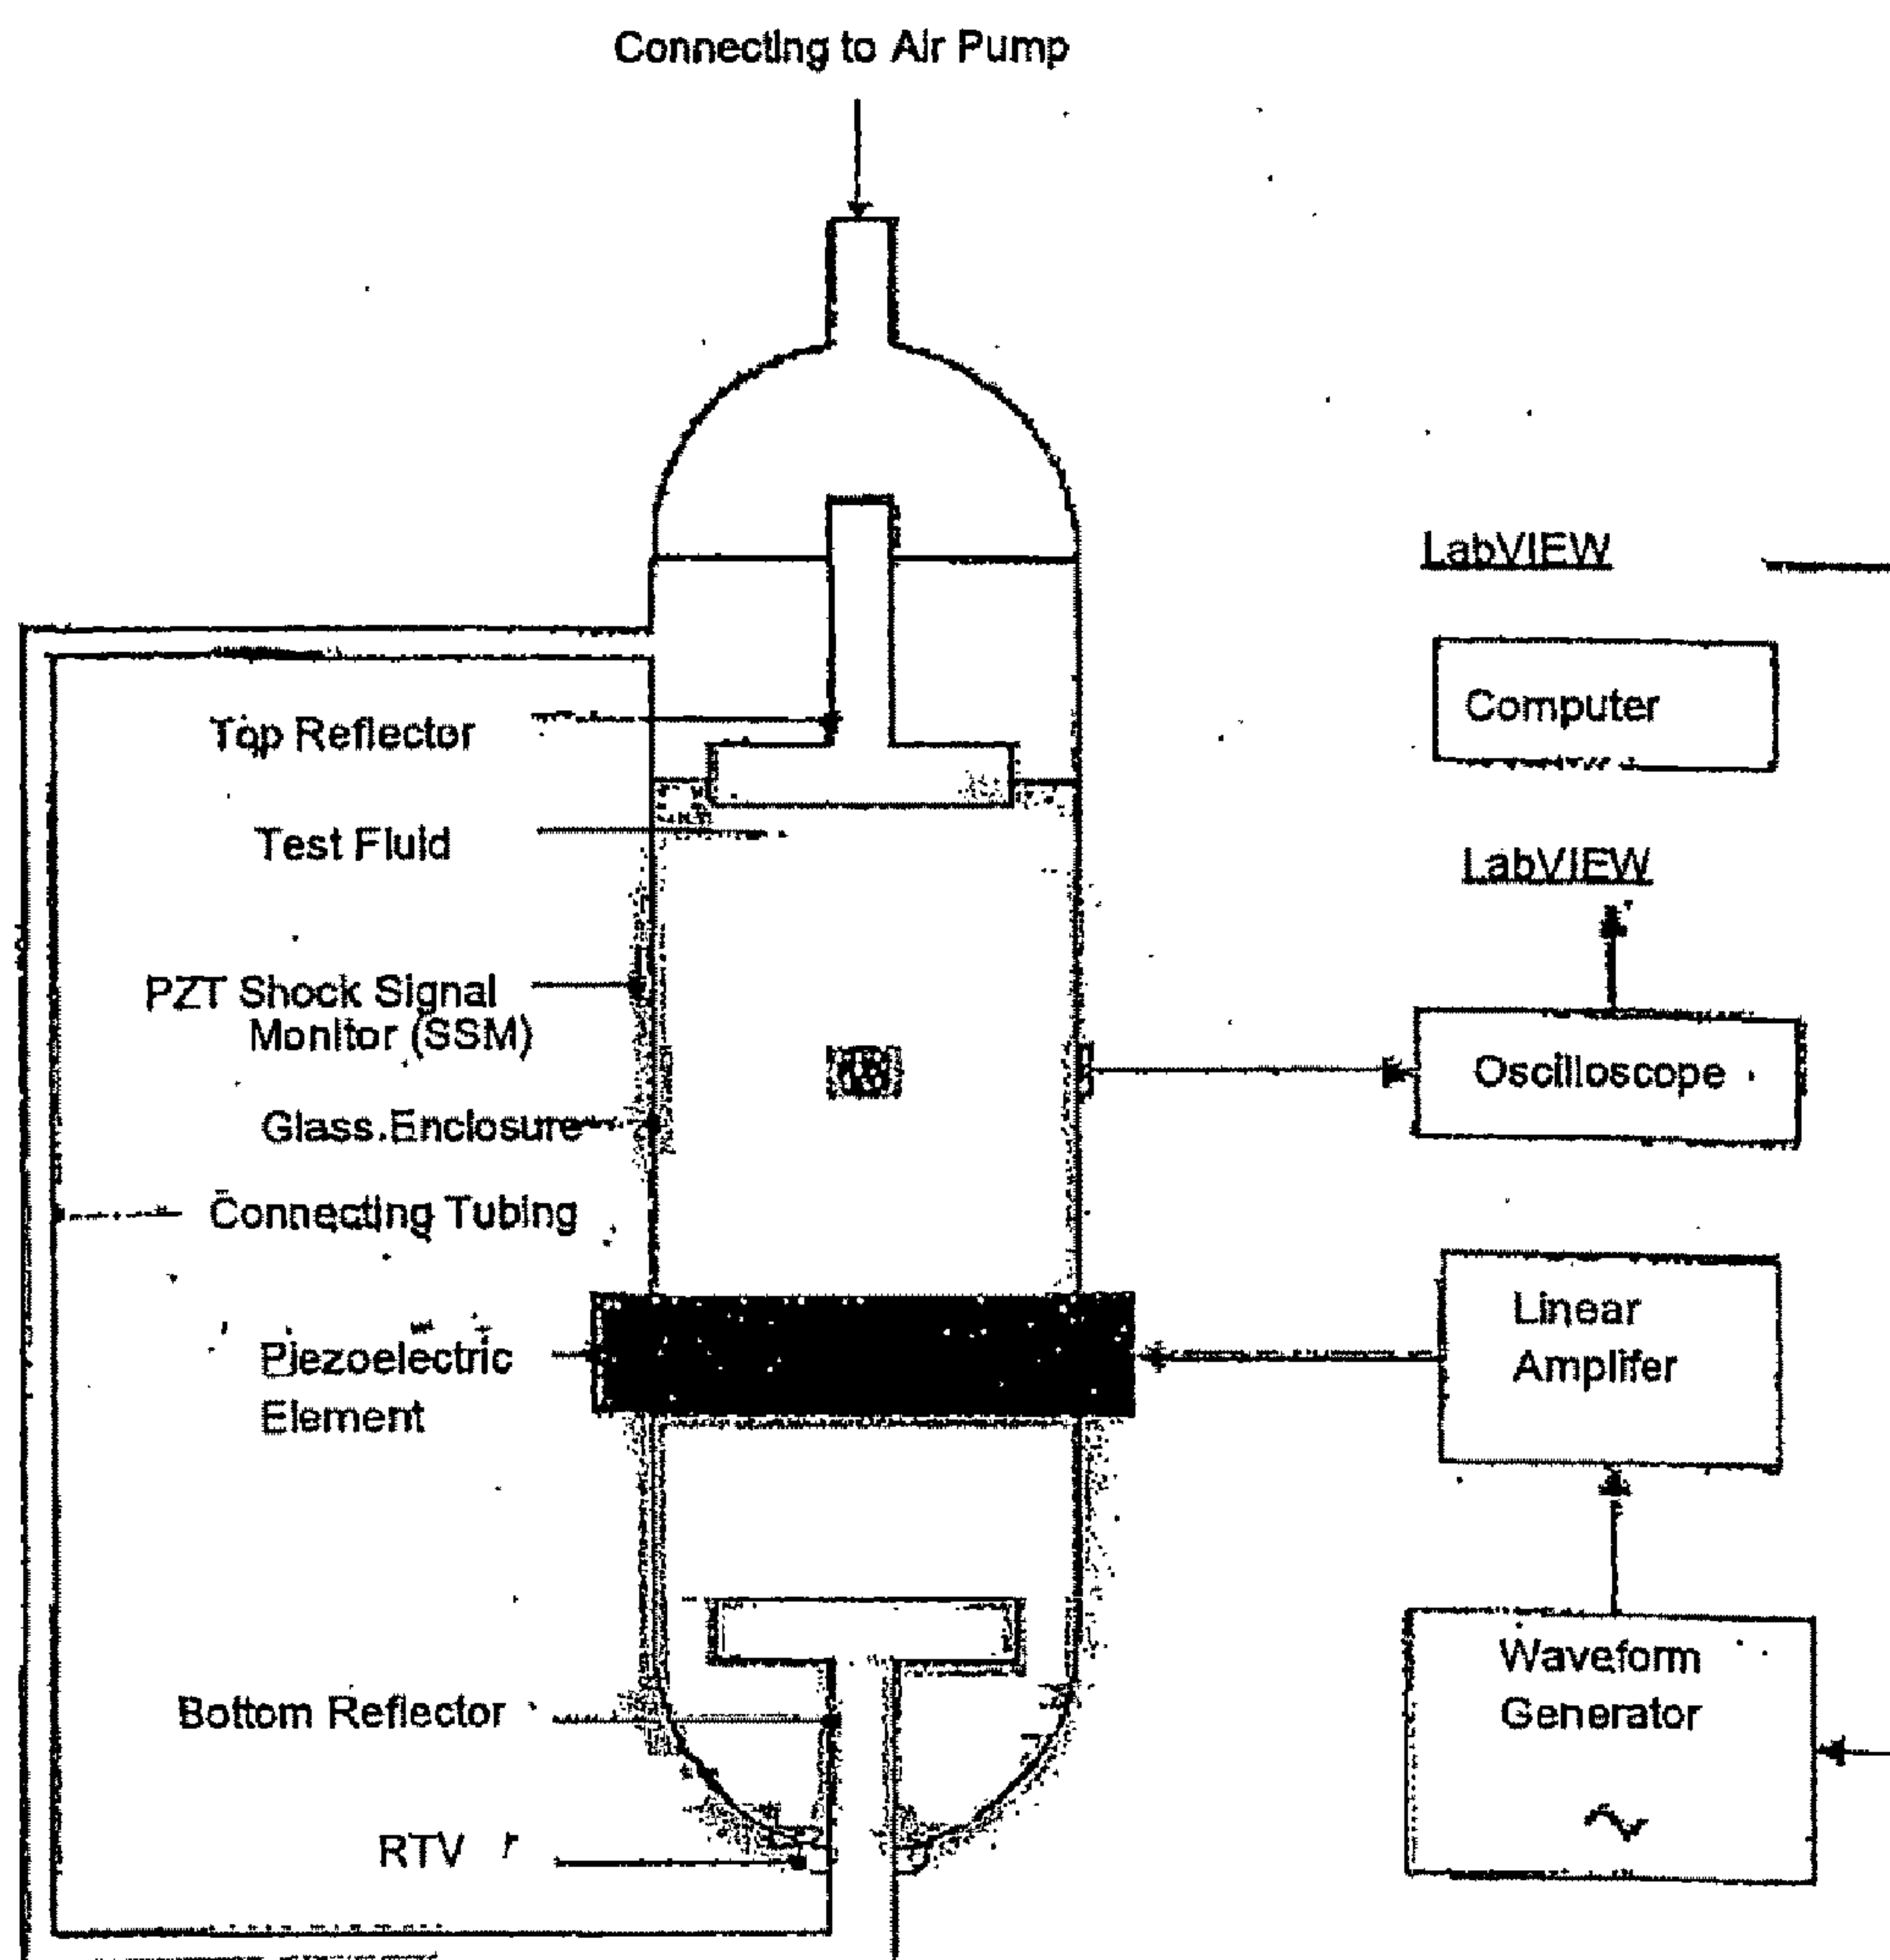 Connecting to Air Pump
LabVIEW
Computer
Top Reflector
Test Fluid
LabVIEW
PZT Shock Signal
Monitor (SSM)
Oscilloscope
Glass Enclosure
Connecting Tubing
Linear
Amplifer
Piezoelectric
Element
Waveform
Generator
Bottom Reflector
RTV